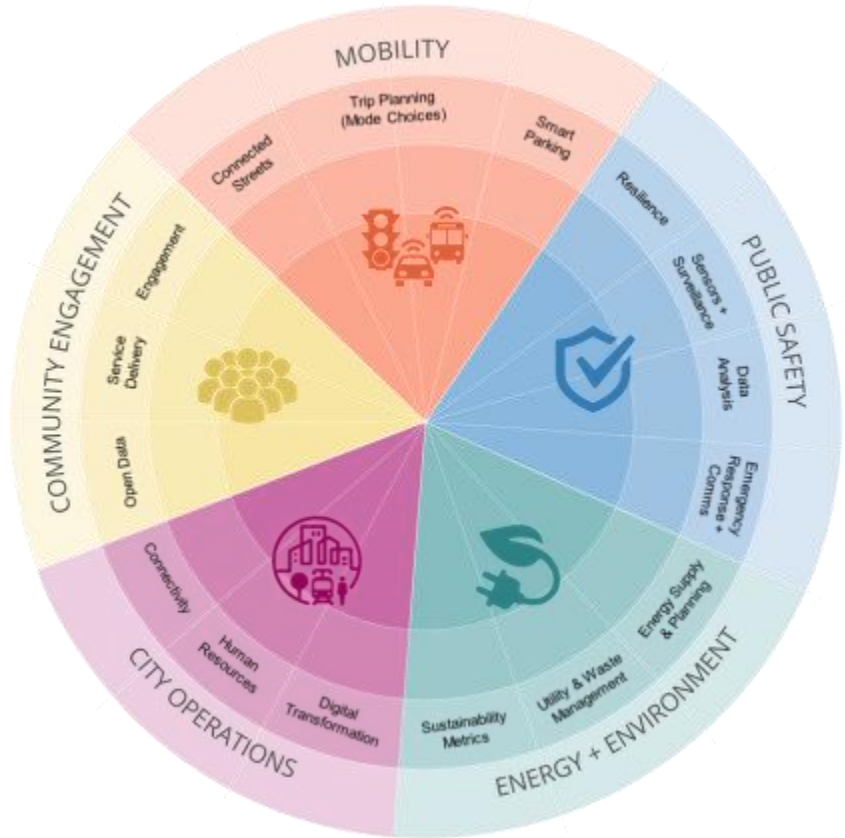 MOBILITY
Connected
Streets
Trip Planning
(Mode Choices)
Smart
Parking
PUBLIC SAFETY
Resilience
Sensors +
Surveillance
Data
Analysis
Emergency
Response +
Comms
ENERGY + ENVIRONMENT
Energy Supply
& Planning
Utility & Waste
Management
Sustainability
Metrics
CITY OPERATIONS
Digital
Transformation
Human
Resources
Connectivity
COMMUNITY ENGAGEMENT
Open Data
Service
Delivery
Engagement